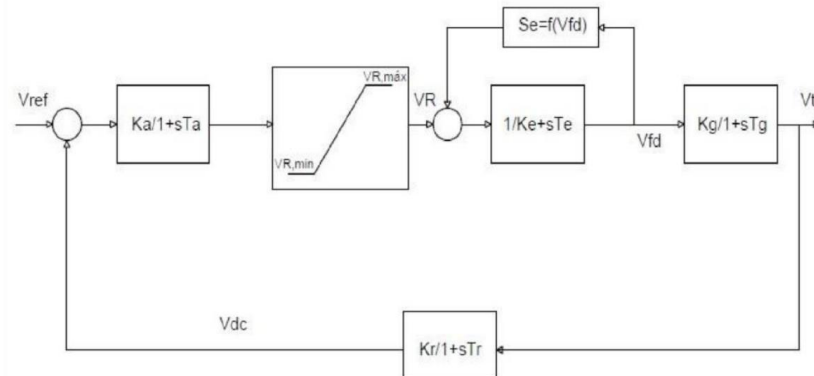 Se=f(Vfd)
Vref
Ka/1+sTa
VR,máx
VR,min
VR
1/Ke+sTe
Vfd
Kg/1+sTg
Vt
Vdc
Kr/1+sTr